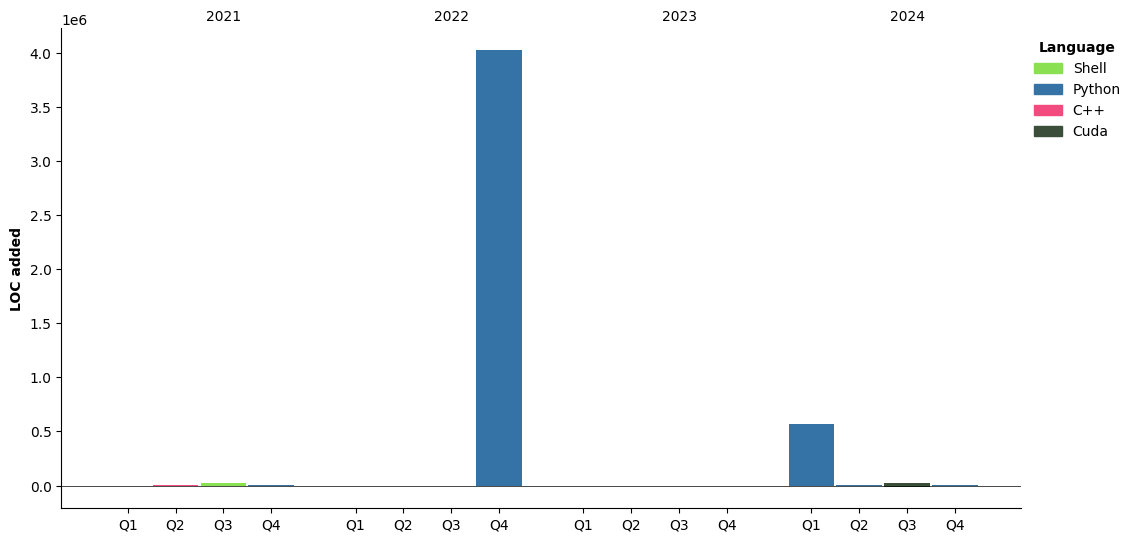 2021 2022 2023 2024
1e6
4.0
3.5
3.0
2.5
2.0
1.5
1.0
0.5
0.0
LOC added
Q1 Q2 Q3 Q4 Q1 Q2 Q3 Q4 Q1 Q2 Q3 Q4 Q1 Q2 Q3 Q4
Language
Shell
Python
C++
Cuda